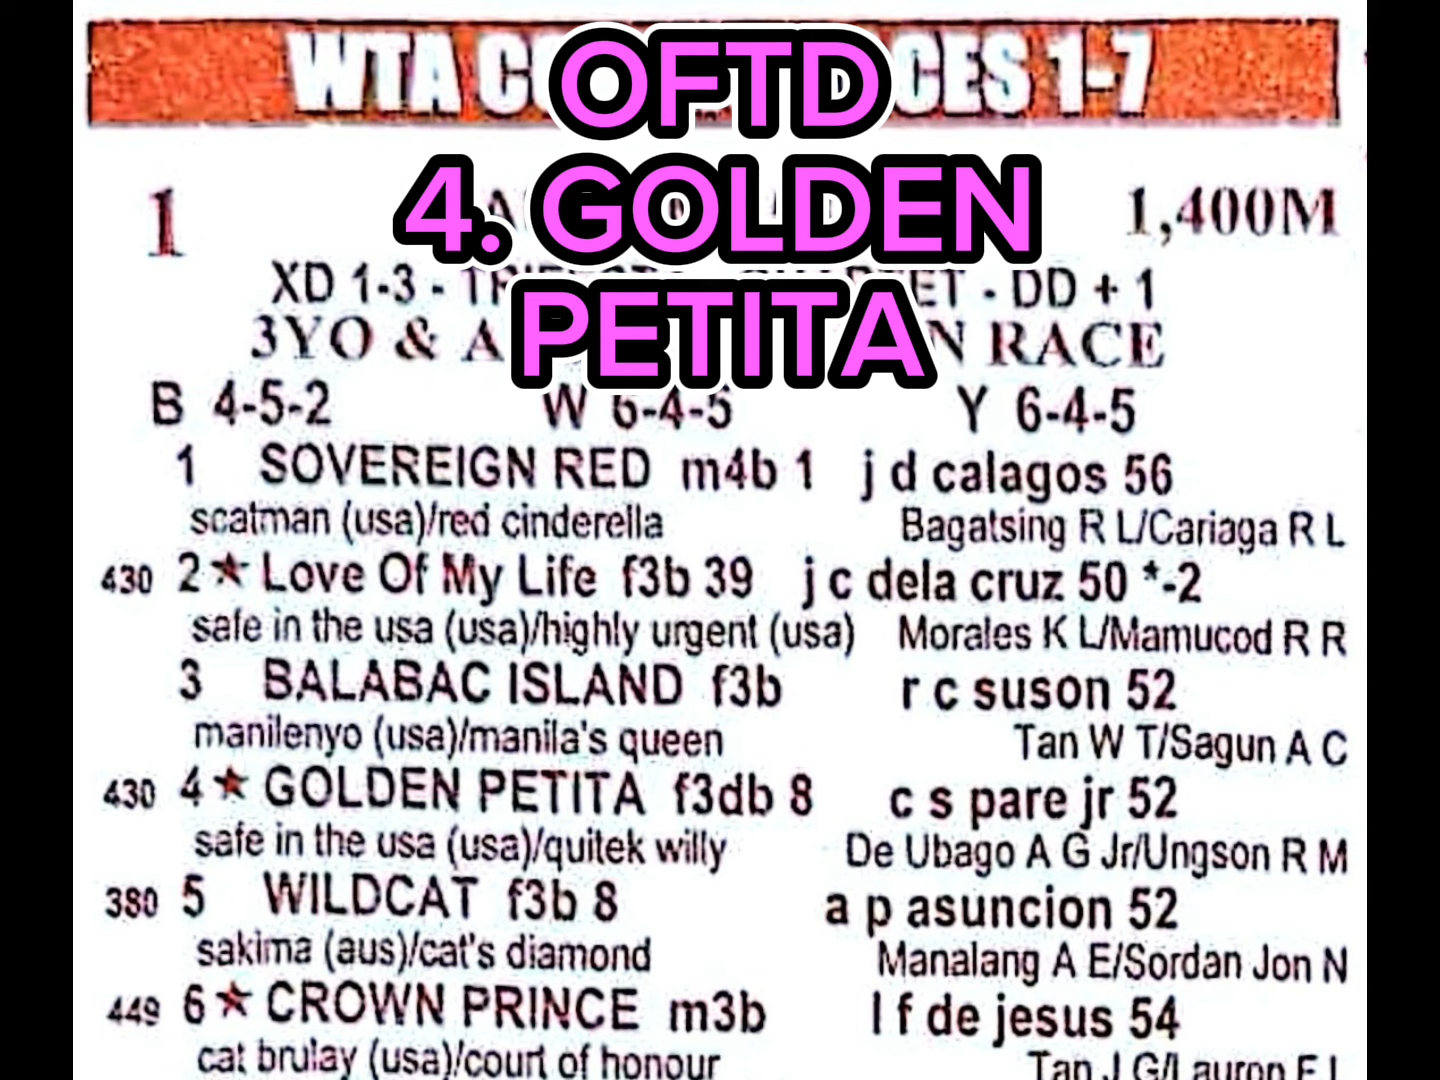 WTA C CES 1-7
OFTD
4. GOLDEN
PETITA
1 1,400M
XD 1-3 - - DD + 1
3YO & A RACE
B 4-5-2 W 6-4-5 Y 6-4-5
1 SOVEREIGN RED m4b 1 j d calagos 56
scatman (usa)/red cinderella Bagatsing R L/Cariaga R L
430 2★ Love Of My Life f3b 39 j c dela cruz 50 *-2
safe in the usa (usa)/highly urgent (usa) Morales K L/Mamucod R R
3 BALABAC ISLAND f3b r c suson 52
manilenyo (usa)/manila's queen Tan W T/Sagun A C
430 4★ GOLDEN PETITA f3db 8 c s pare jr 52
safe in the usa (usa)/quitek willy De Ubago A G Jr/Ungson R M
380 5 WILDCAT f3b 8 a p asuncion 52
sakima (aus)/cat's diamond Manalang A E/Sordan Jon N
449 6★ CROWN PRINCE m3b l f de jesus 54
cat brulay (usa)/court of honour Tan J G/Lauron F L